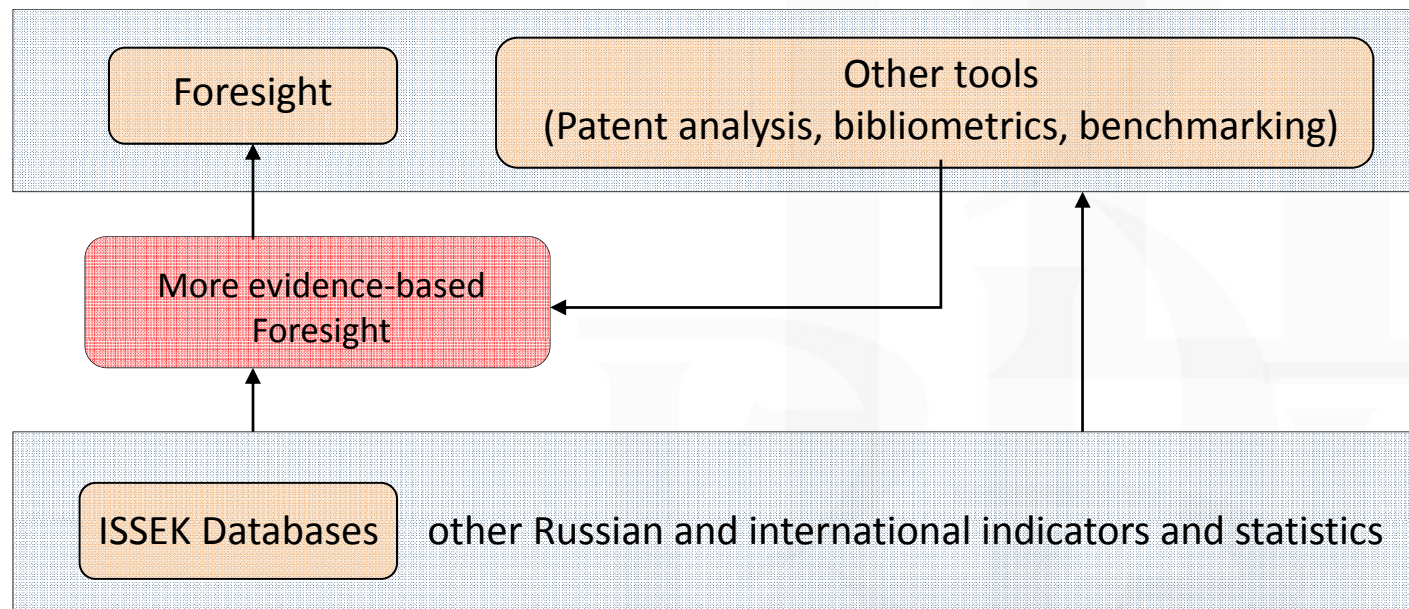 Foresight
Other tools
(Patent analysis, bibliometrics, benchmarking)
More evidence-based
Foresight
ISSEK Databases
other Russian and international indicators and statistics